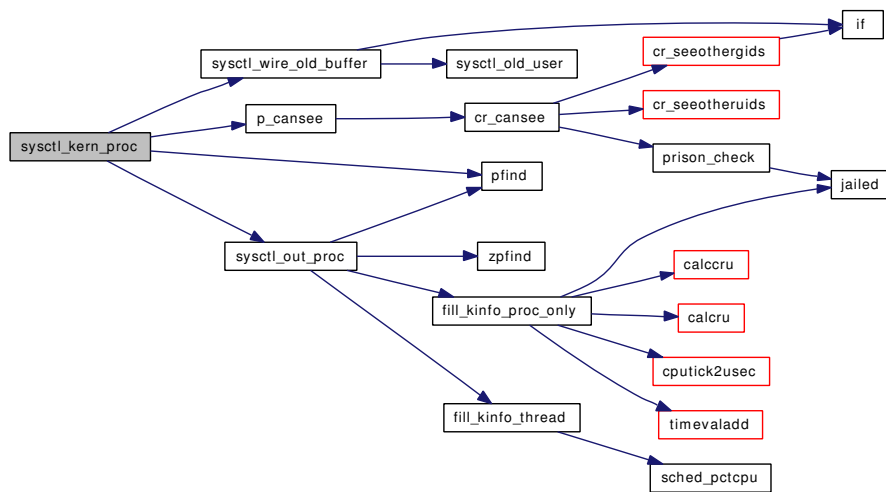 if
cr_seeothergids
sysctl_wire_old_buffer
sysctl_old_user
cr_seeotheruids
p_cansee
cr_cansee
sysctl_kern_proc
prison_check
pfind
jailed
sysctl_out_proc
zpfind
calccru
fill_kinfo_proc_only
calcru
cputick2usec
fill_kinfo_thread
timevaladd
sched_pctcpu